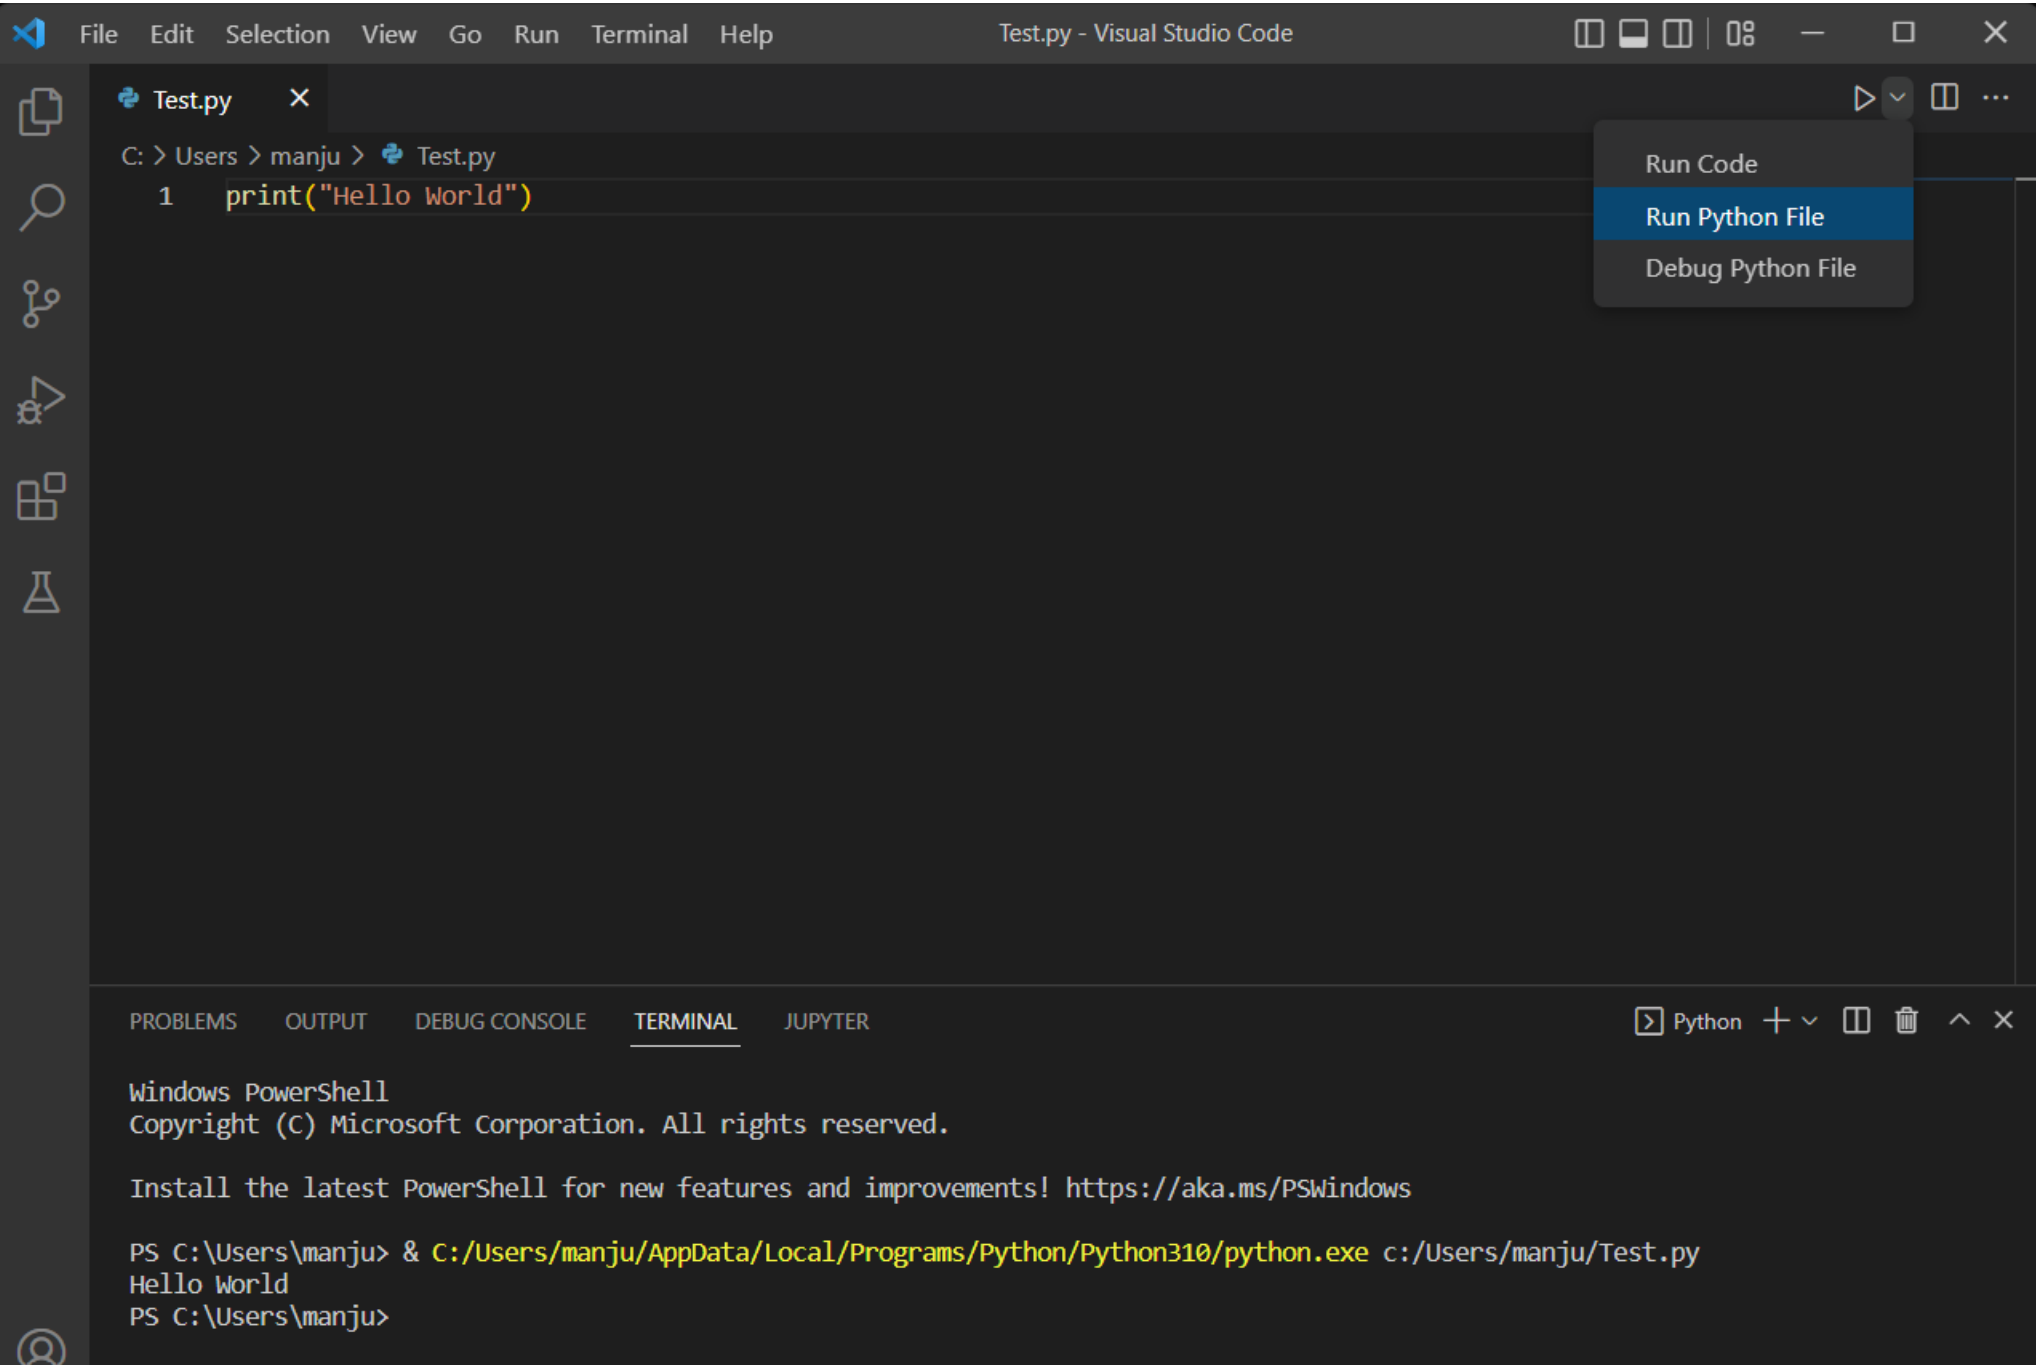 File Edit Selection View Go Run Terminal Help Test.py - Visual Studio Code
Test.py
C: > Users > manju > Test.py
Run Code
1 print("Hello World")
Run Python File
Debug Python File
PROBLEMS OUTPUT DEBUG CONSOLE TERMINAL JUPYTER Python
Windows PowerShell
Copyright (C) Microsoft Corporation. All rights reserved.
Install the latest PowerShell for new features and improvements! https://aka.ms/PSWindows
PS C:\Users\manju> & C:/Users/manju/AppData/Local/Programs/Python/Python310/python.exe c:/Users/manju/Test.py
Hello World
PS C:\Users\manju>